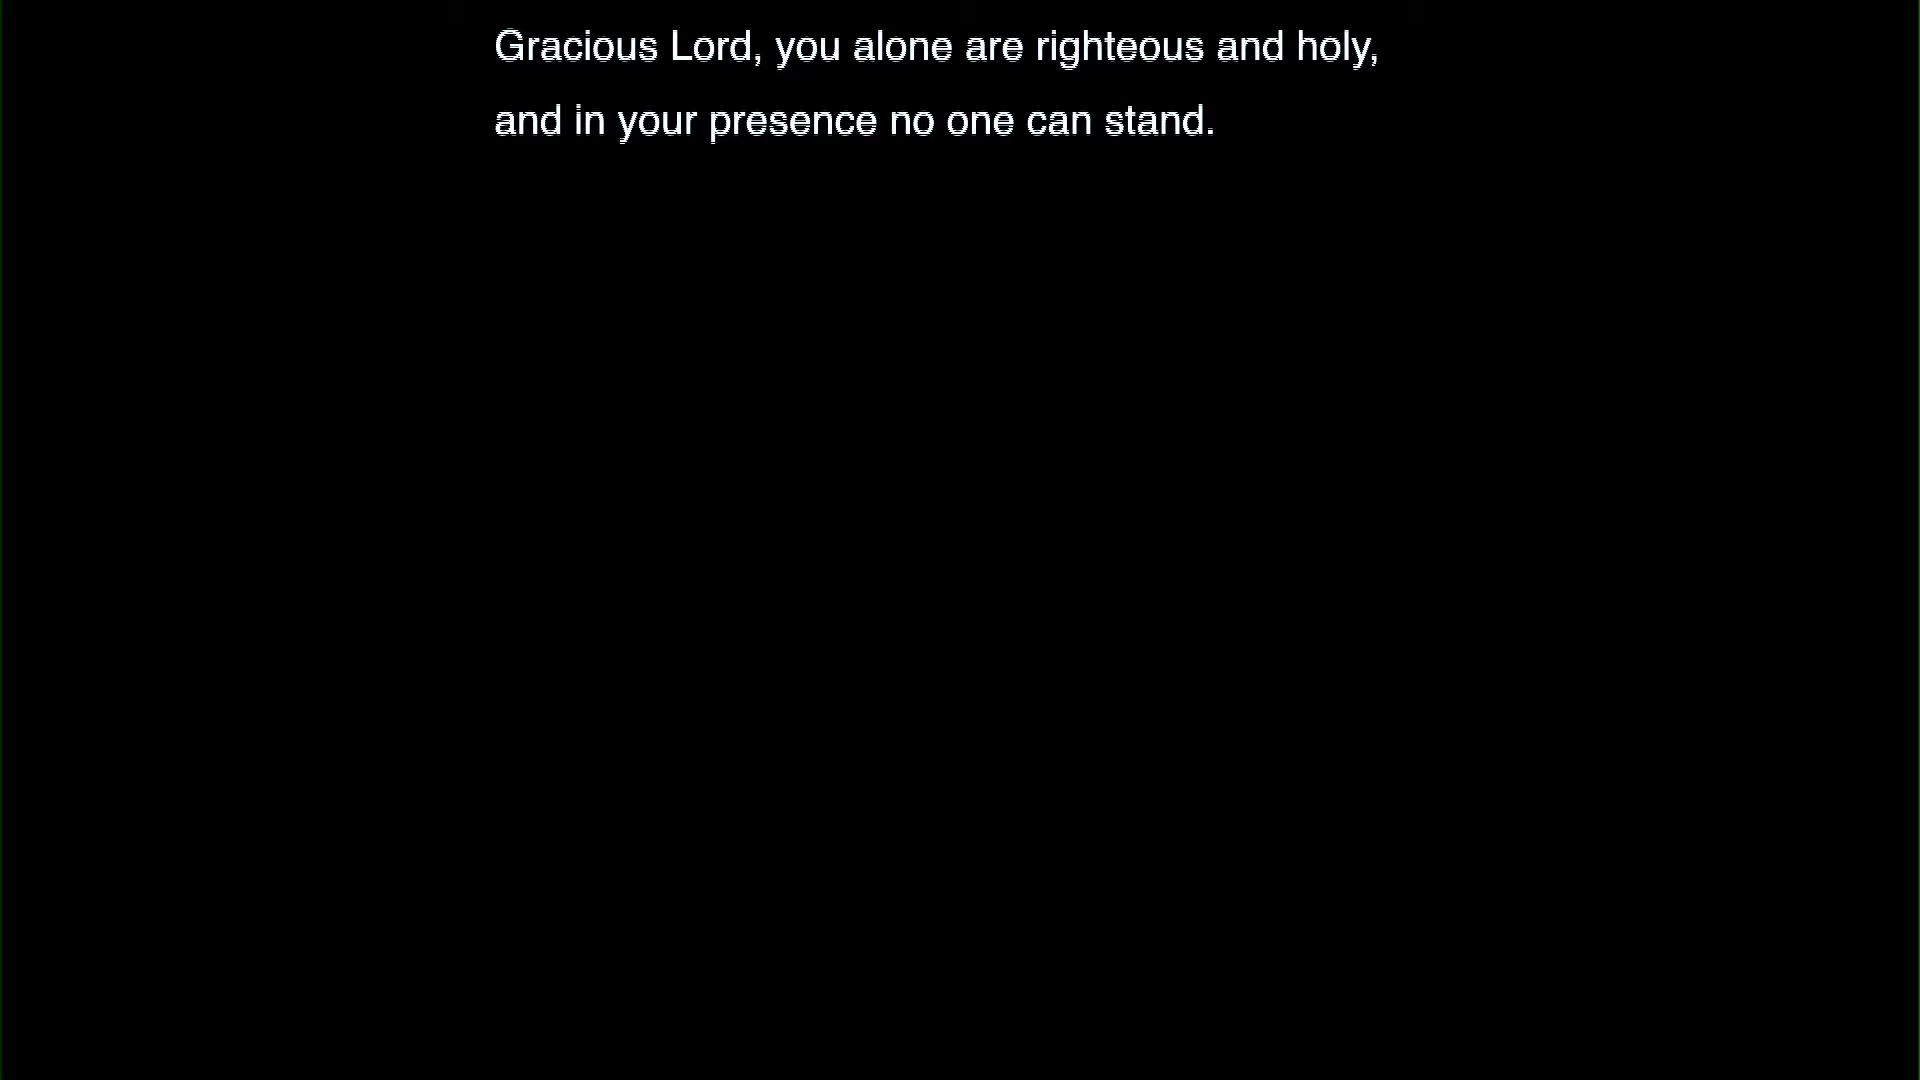 Gracious Lord, you alone are righteous and holy,
and in your presence no one can stand.